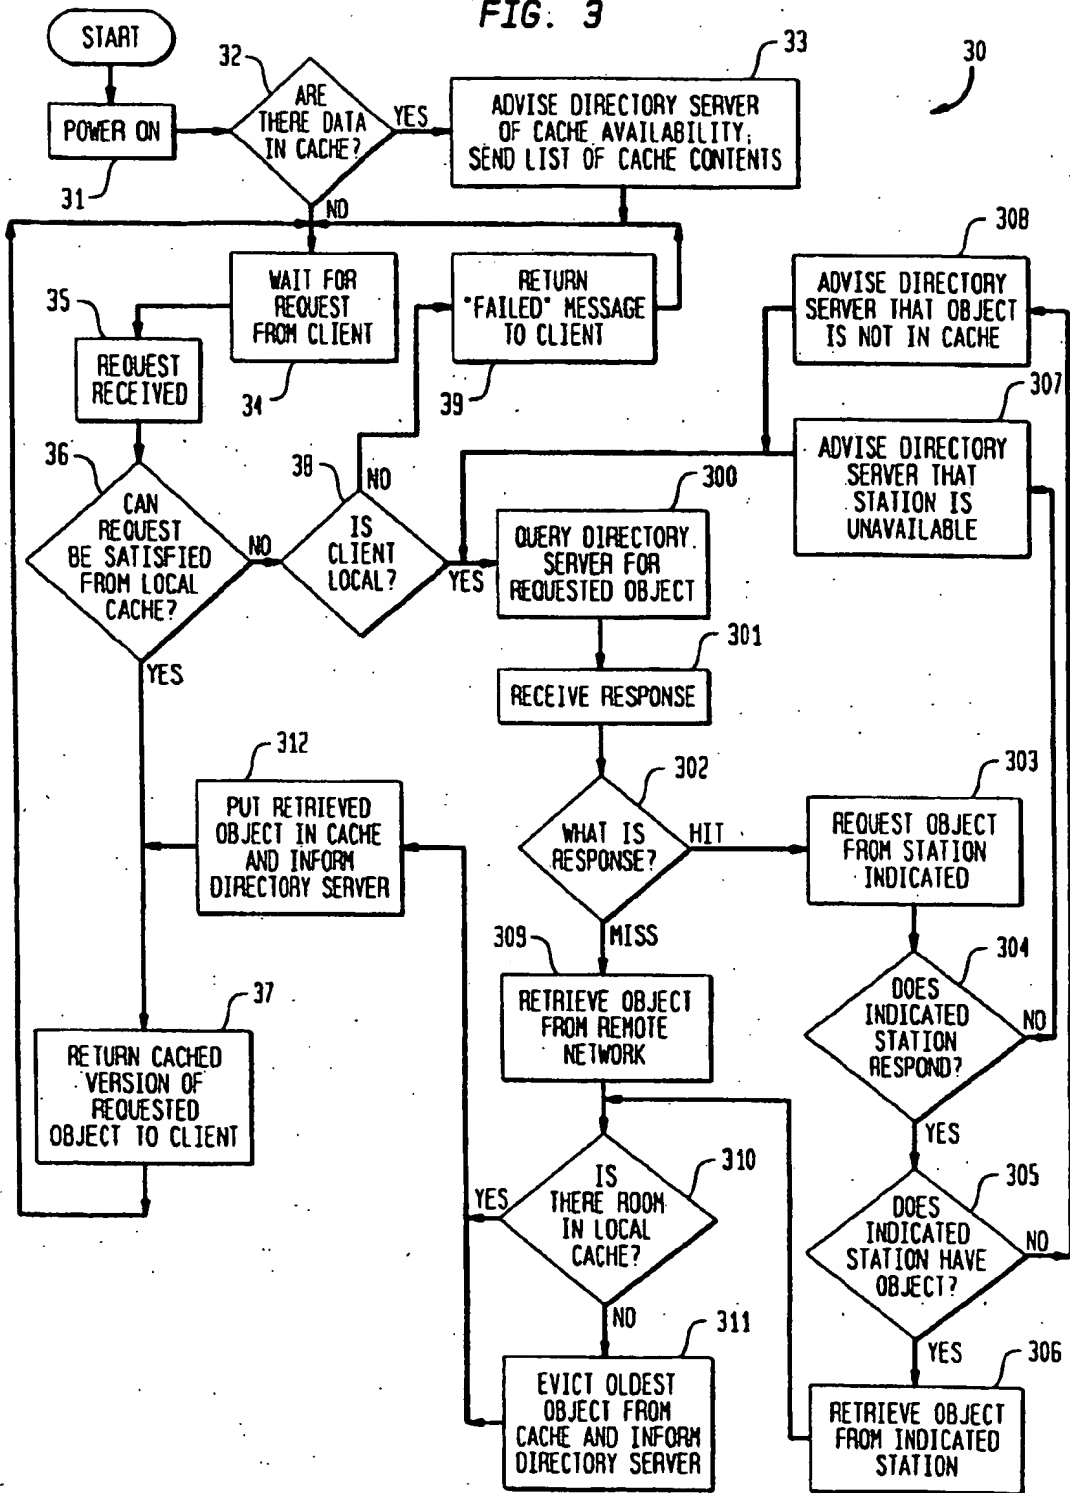 FIG. 3
START
32
33
30
ARE
THERE DATA
IN CACHE?
YES
ADVISE DIRECTORY SERVER
OF CACHE AVAILABILITY;
SEND LIST OF CACHE CONTENTS
POWER ON
31
NO
308
WAIT FOR
REQUEST
FROM CLIENT
RETURN
"FAILED" MESSAGE
TO CLIENT
ADVISE DIRECTORY
SERVER THAT OBJECT
IS NOT IN CACHE
35
REQUEST
RECEIVED
34
39
307
36
38
NO
ADVISE DIRECTORY
SERVER THAT
STATION IS
UNAVAILABLE
300
CAN
REQUEST
BE SATISFIED
FROM LOCAL
CACHE?
NO
IS
CLIENT
LOCAL?
YES
QUERY DIRECTORY
SERVER FOR
REQUESTED OBJECT
301
YES
RECEIVE RESPONSE
312
302
303
PUT RETRIEVED
OBJECT IN CACHE
AND INFORM
DIRECTORY SERVER
WHAT IS
RESPONSE?
HIT
REQUEST OBJECT
FROM STATION
INDICATED
MISS
309
304
37
RETRIEVE OBJECT
FROM REMOTE
NETWORK
DOES
INDICATED
STATION
RESPOND?
NO
RETURN CACHED
VERSION OF
REQUESTED
OBJECT TO CLIENT
YES
310
305
YES
IS
THERE ROOM
IN LOCAL
CACHE?
DOES
INDICATED
STATION HAVE
OBJECT?
NO
NO
311
YES
306
EVICT OLDEST
OBJECT FROM
CACHE AND INFORM
DIRECTORY SERVER
RETRIEVE OBJECT
FROM INDICATED
STATION